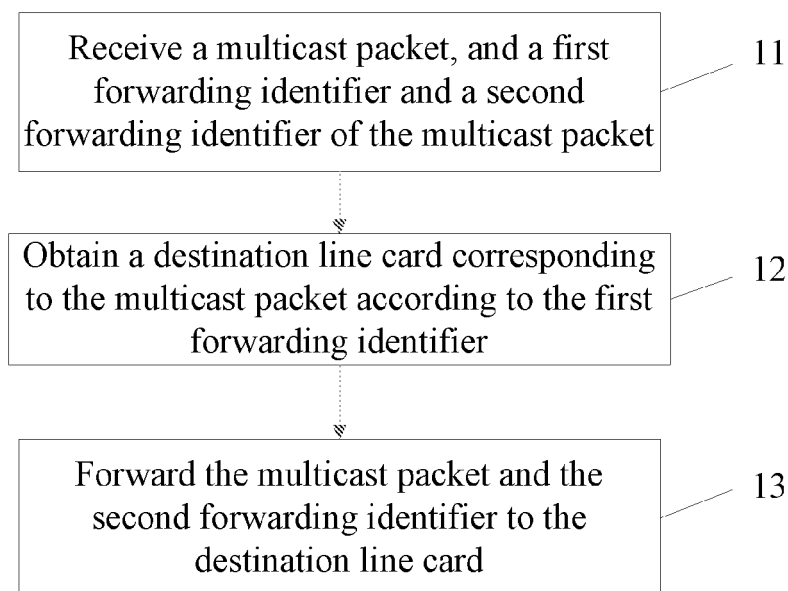 Receive a multicast packet, and a first
forwarding identifier and a second
forwarding identifier of the multicast packet
11
Obtain a destination line card corresponding
to the multicast packet according to the first
forwarding identifier
12
Forward the multicast packet and the
second forwarding identifier to the
destination line card
13